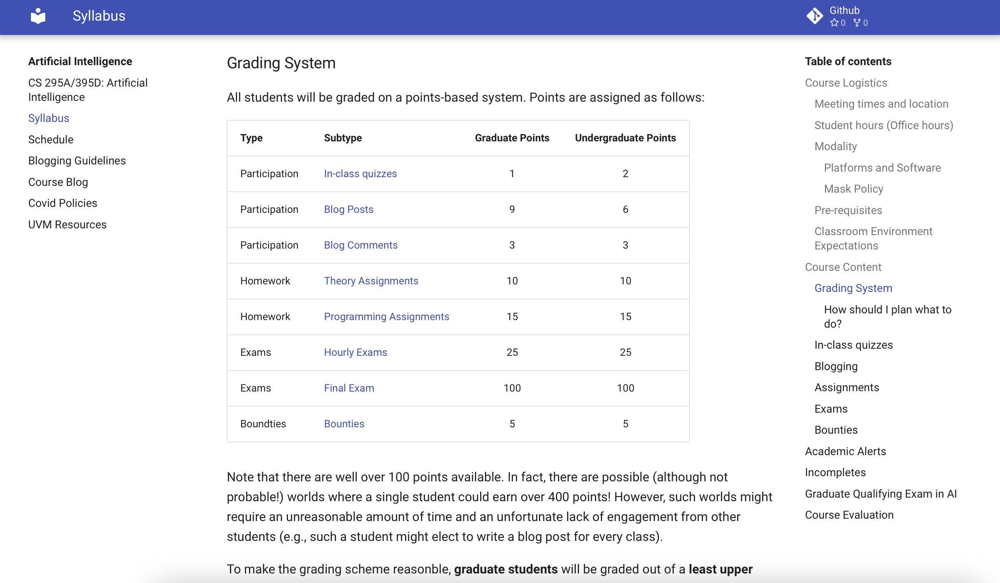 Syllabus
Github
0 0
Artificial Intelligence
CS 295A/395D: Artificial
Intelligence
Syllabus
Schedule
Blogging Guidelines
Course Blog
Covid Policies
UVM Resources
Grading System
All students will be graded on a points-based system. Points are assigned as follows:
Type Subtype Graduate Points Undergraduate Points
Participation In-class quizzes 1 2
Participation Blog Posts 9 6
Participation Blog Comments 3 3
Homework Theory Assignments 10 10
Homework Programming Assignments 15 15
Exams Hourly Exams 25 25
Exams Final Exam 100 100
Boundties Bounties 5 5
Note that there are well over 100 points available. In fact, there are possible (although not
probable!) worlds where a single student could earn over 400 points! However, such worlds might
require an unreasonable amount of time and an unfortunate lack of engagement from other
students (e.g., such a student might elect to write a blog post for every class).
To make the grading scheme reasonble, graduate students will be graded out of a least upper
Table of contents
Course Logistics
Meeting times and location
Student hours (Office hours)
Modality
Platforms and Software
Mask Policy
Pre-requisites
Classroom Environment
Expectations
Course Content
Grading System
How should I plan what to
do?
In-class quizzes
Blogging
Assignments
Exams
Bounties
Academic Alerts
Incompletes
Graduate Qualifying Exam in AI
Course Evaluation